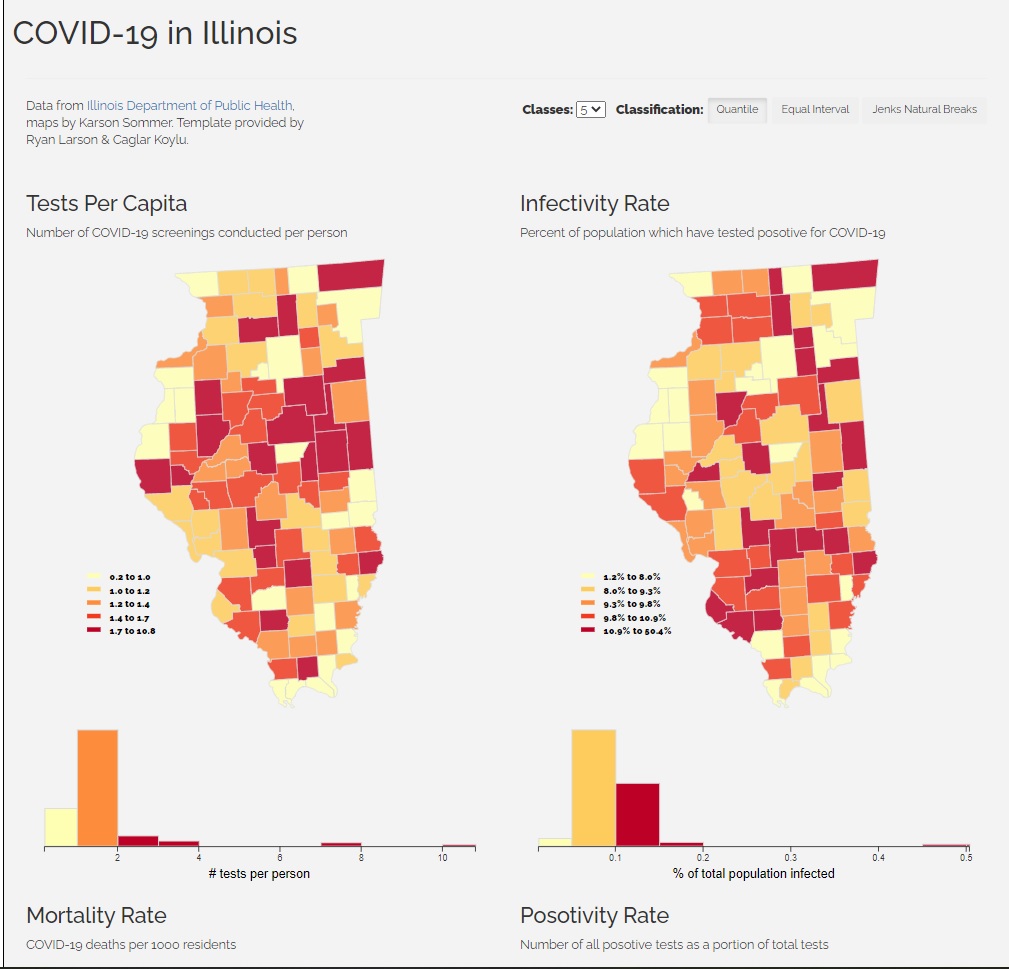 COVID-19 in Illinois
Data from Illinois Department of Public Health,
maps by Karson Sommer. Template provided by
Ryan Larson & Caglar Koylu.
Classes: 5 Classification: Quantile Equal Interval Jenks Natural Breaks
Tests Per Capita
Number of COVID-19 screenings conducted per person
0.2 to 1.0
1.0 to 1.2
1.2 to 1.4
1.4 to 1.7
1.7 to 10.8
2 4 6 8 10
# tests per person
Infectivity Rate
Percent of population which have tested posotive for COVID-19
1.2% to 8.0%
8.0% to 9.3%
9.3% to 9.8%
9.8% to 10.9%
10.9% to 50.4%
0.1 0.2 0.3 0.4 0.5
% of total population infected
Mortality Rate
COVID-19 deaths per 1000 residents
Posotivity Rate
Number of all posotive tests as a portion of total tests